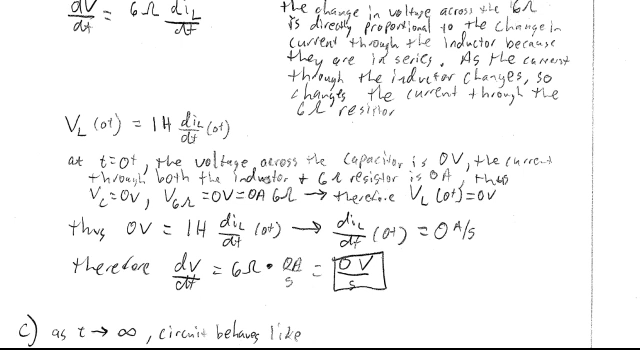 dV/dt = 6Ω diL/dt
the change in voltage across the 6Ω
is directly proportional to the change in
current through the inductor because
they are in series. As the current
through the inductor changes, so
changes the current through the
6Ω resistor
VL(0+) = 1H diL/dt (0+)
at t=0+, the voltage across the capacitor is 0V, the current
through both the inductor + 6Ω resistor is 0A, thus
Vc=0V, V6Ω=0V=0A 6Ω → therefore VL(0+)=0V
thus 0V = 1H diL/dt (0+) → diL/dt (0+) = 0 A/s
therefore dV/dt = 6Ω · 0A/s = 0V/s
c) as t → ∞, circuit behaves like